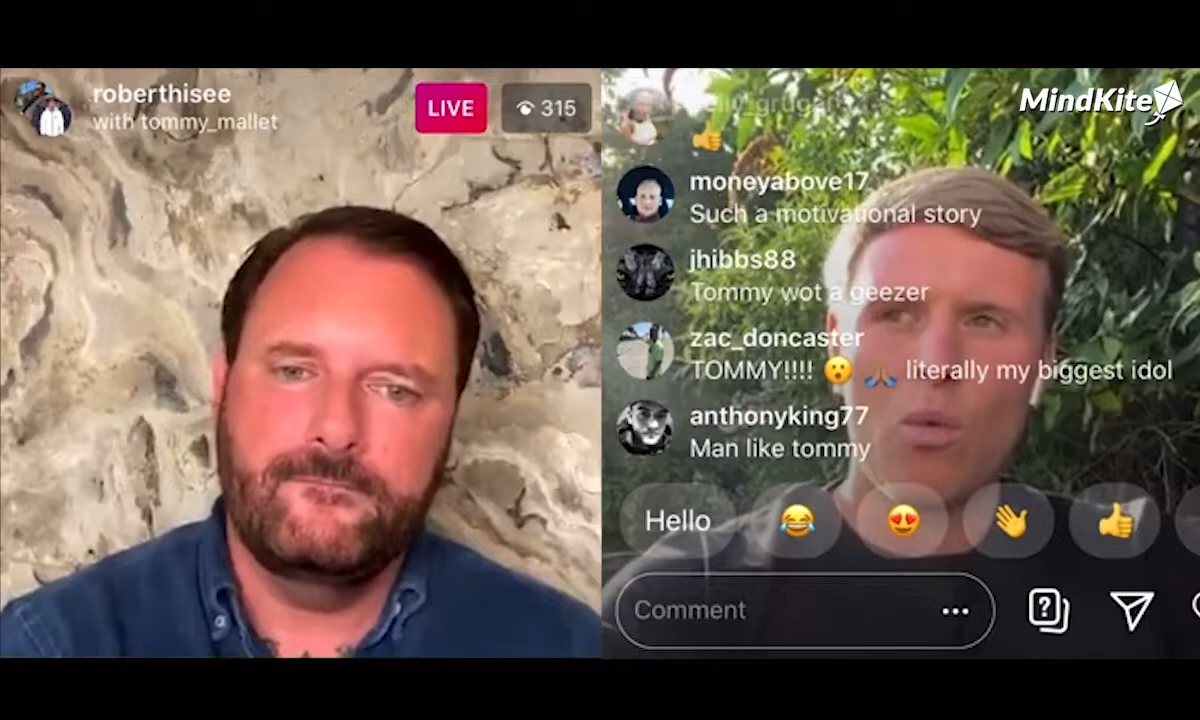 roberthisee
with tommy_mallet
LIVE
315
MindKite
moneyabove17
Such a motivational story
jhibbs88
Tommy wot a geezer
zac_doncaster
TOMMY!!!! 😮 🙏 literally my biggest idol
anthonyking77
Man like tommy
Hello
Comment